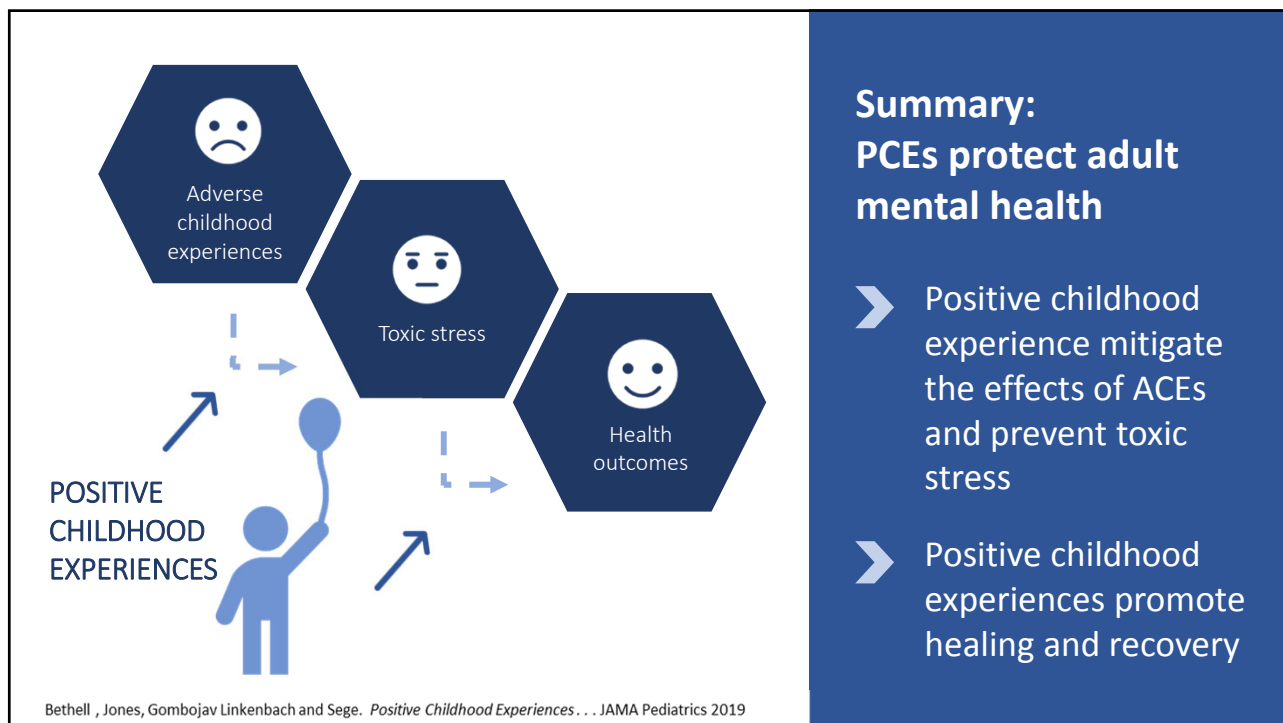 Adverse
childhood
experiences
Toxic stress
Health
outcomes
POSITIVE
CHILDHOOD
EXPERIENCES
Bethell , Jones, Gombojav Linkenbach and Sege. Positive Childhood Experiences . . . JAMA Pediatrics 2019
Summary:
PCEs protect adult
mental health
Positive childhood
experience mitigate
the effects of ACEs
and prevent toxic
stress
Positive childhood
experiences promote
healing and recovery